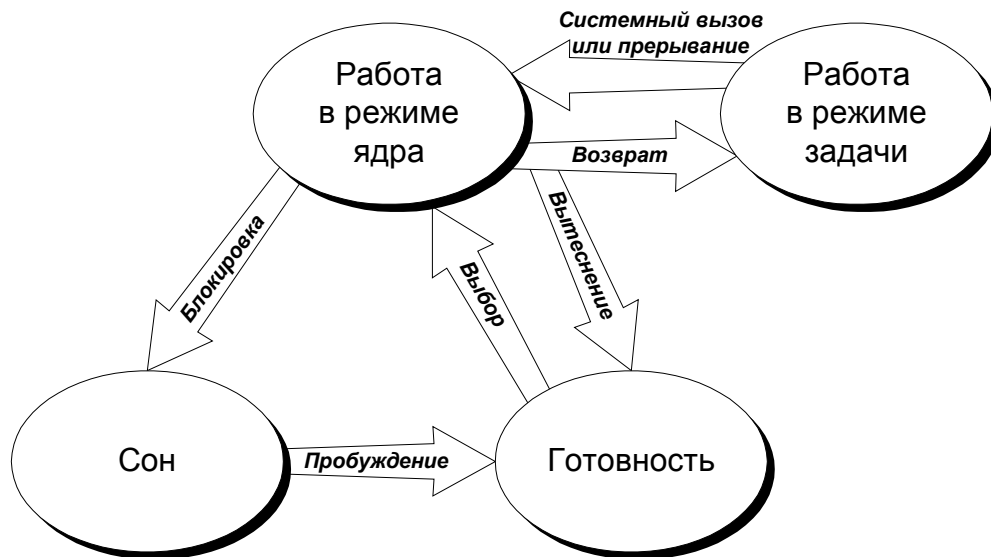 Системный вызов
или прерывание
Работа
в режиме
ядра
Работа
в режиме
задачи
Возврат
Вытеснение
Блокировка
Выбор
Сон
Пробуждение
Готовность